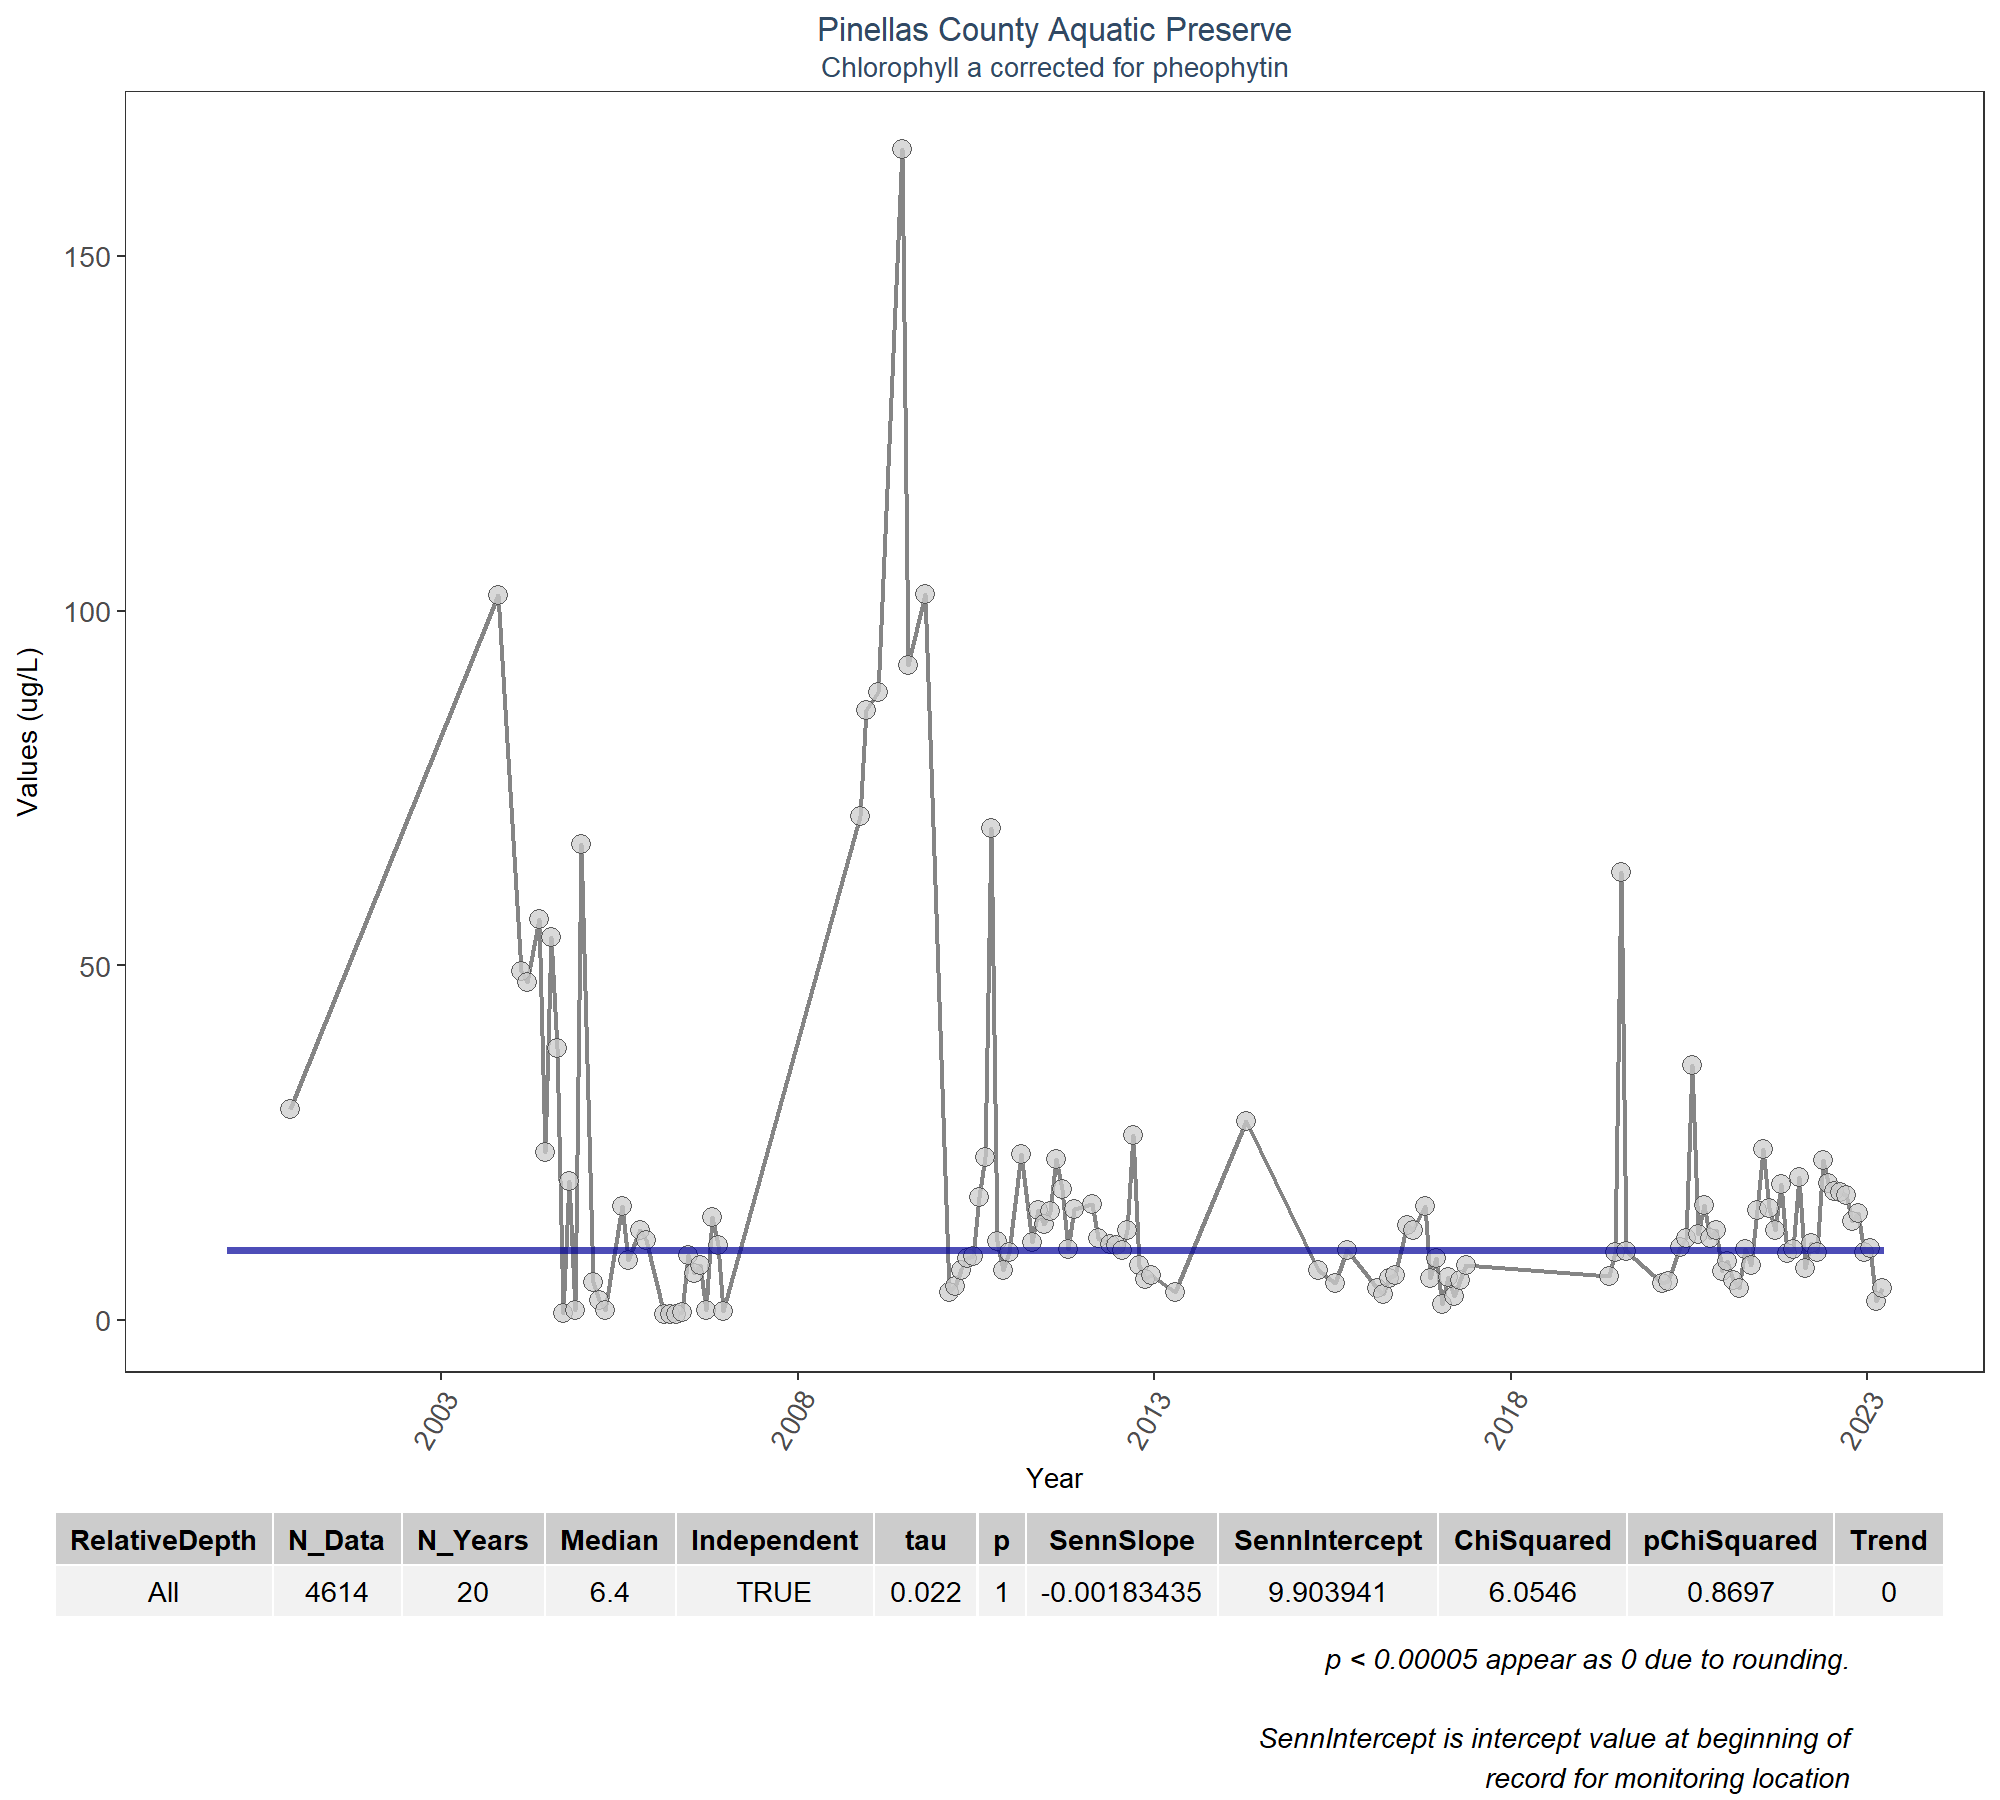 Pinellas County Aquatic Preserve
Chlorophyll a corrected for pheophytin
Values (ug/L)
150
100
50
0
2003
2008
2013
2018
2023
Year
RelativeDepth N_Data N_Years Median Independent tau p SennSlope SennIntercept ChiSquared pChiSquared Trend
All 4614 20 6.4 TRUE 0.022 1 -0.00183435 9.903941 6.0546 0.8697 0
p < 0.00005 appear as 0 due to rounding.
SennIntercept is intercept value at beginning of
record for monitoring location